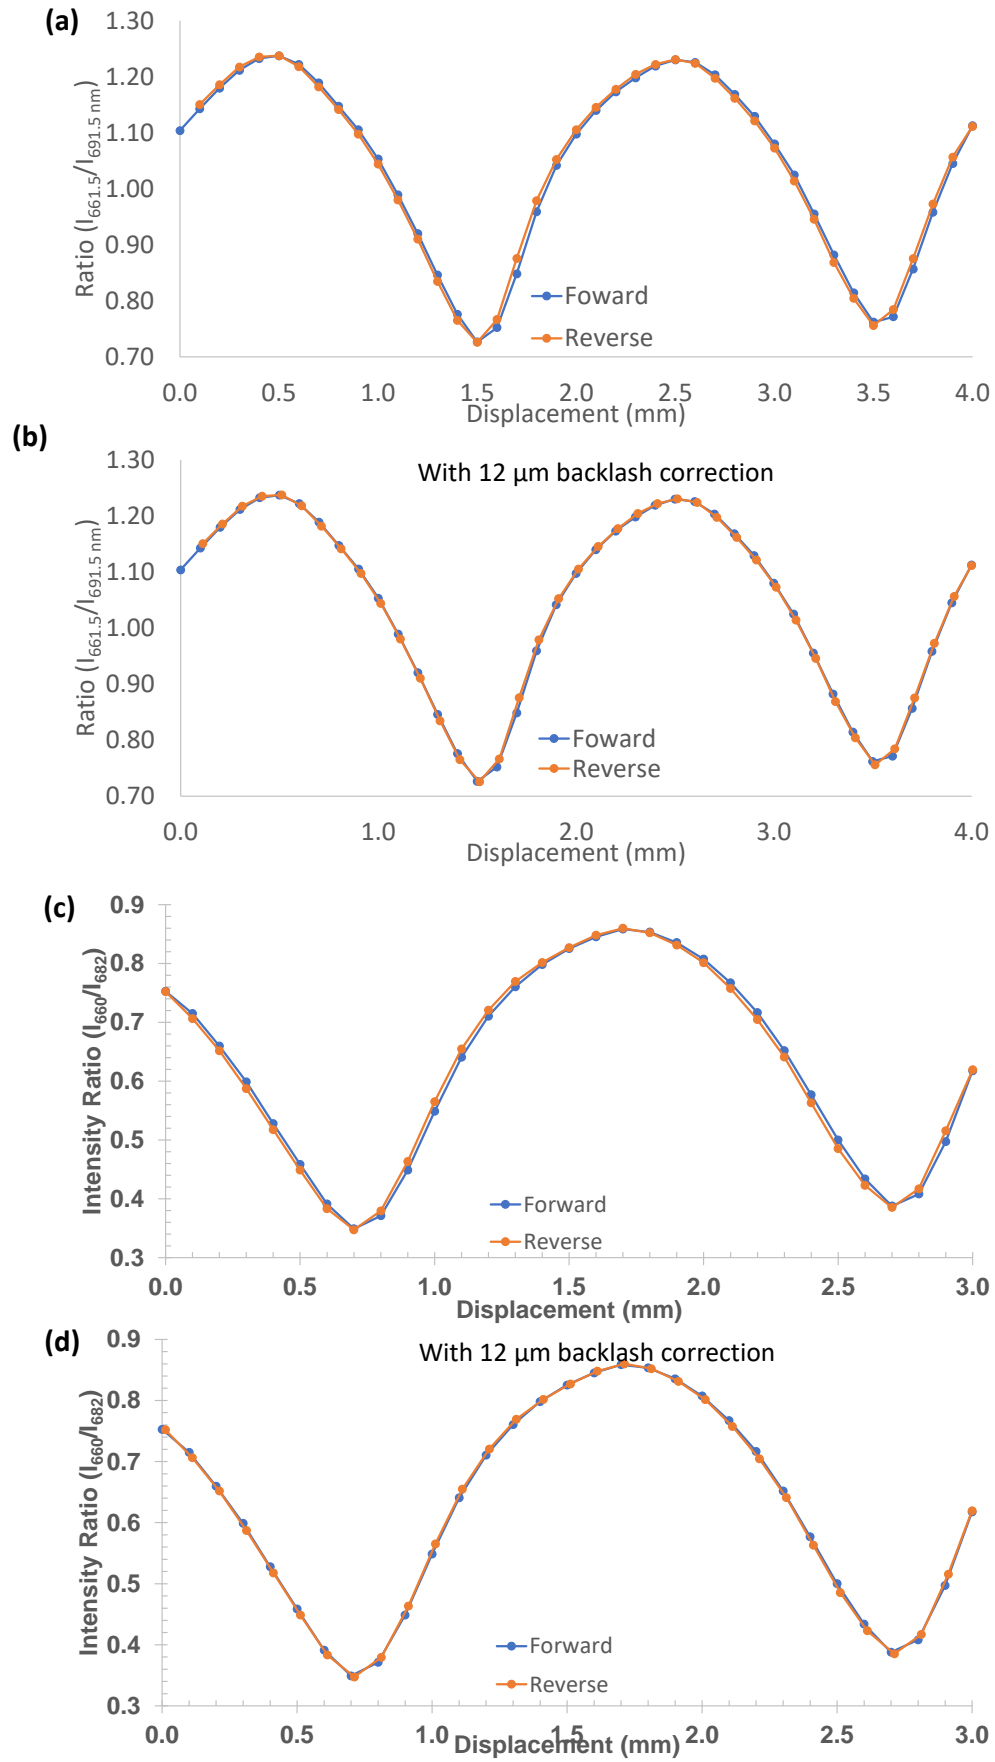 (a)
1.30
1.20
1.10
1.00
0.90
0.80
0.70
Ratio (I661.5/I691.5 nm)
Foward
Reverse
0.0 0.5 1.0 1.5 2.0 2.5 3.0 3.5 4.0
Displacement (mm)
(b)
With 12 µm backlash correction
1.30
1.20
1.10
1.00
0.90
0.80
0.70
Ratio (I661.5/I691.5 nm)
Foward
Reverse
0.0 1.0 2.0 3.0 4.0
Displacement (mm)
(c)
0.9
0.8
0.7
0.6
0.5
0.4
0.3
Intensity Ratio (I660/I682)
Forward
Reverse
0.0 0.5 1.0 1.5 2.0 2.5 3.0
Displacement (mm)
(d)
With 12 µm backlash correction
0.9
0.8
0.7
0.6
0.5
0.4
0.3
Intensity Ratio (I660/I682)
Forward
Reverse
0.0 0.5 1.0 1.5 2.0 2.5 3.0
Displacement (mm)